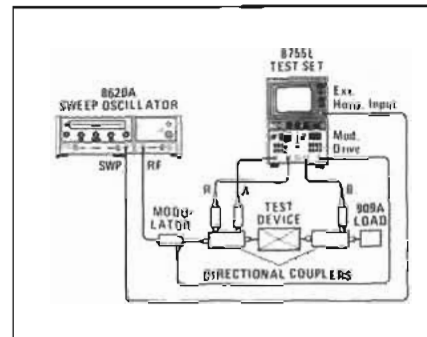 8755L
TEST SET
8620A
SWEEP OSCILLATOR
Ext.
Horiz. Input
Mod.
Drive
SWP
RF
R
A
B
MODU-
LATOR
TEST
DEVICE
909A
LOAD
DIRECTIONAL COUPLERS